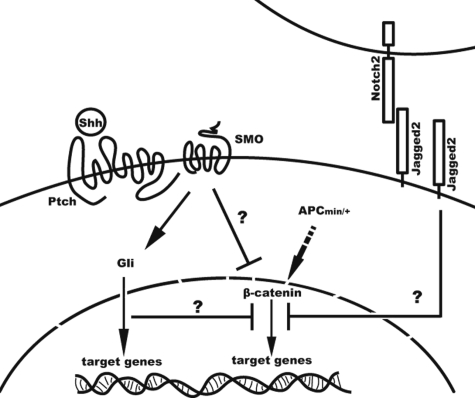 Notch2
Shh
SMO
Jagged2
Jagged2
Ptch
?
APCmin/+
Gli
β-catenin
?
?
target genes
target genes